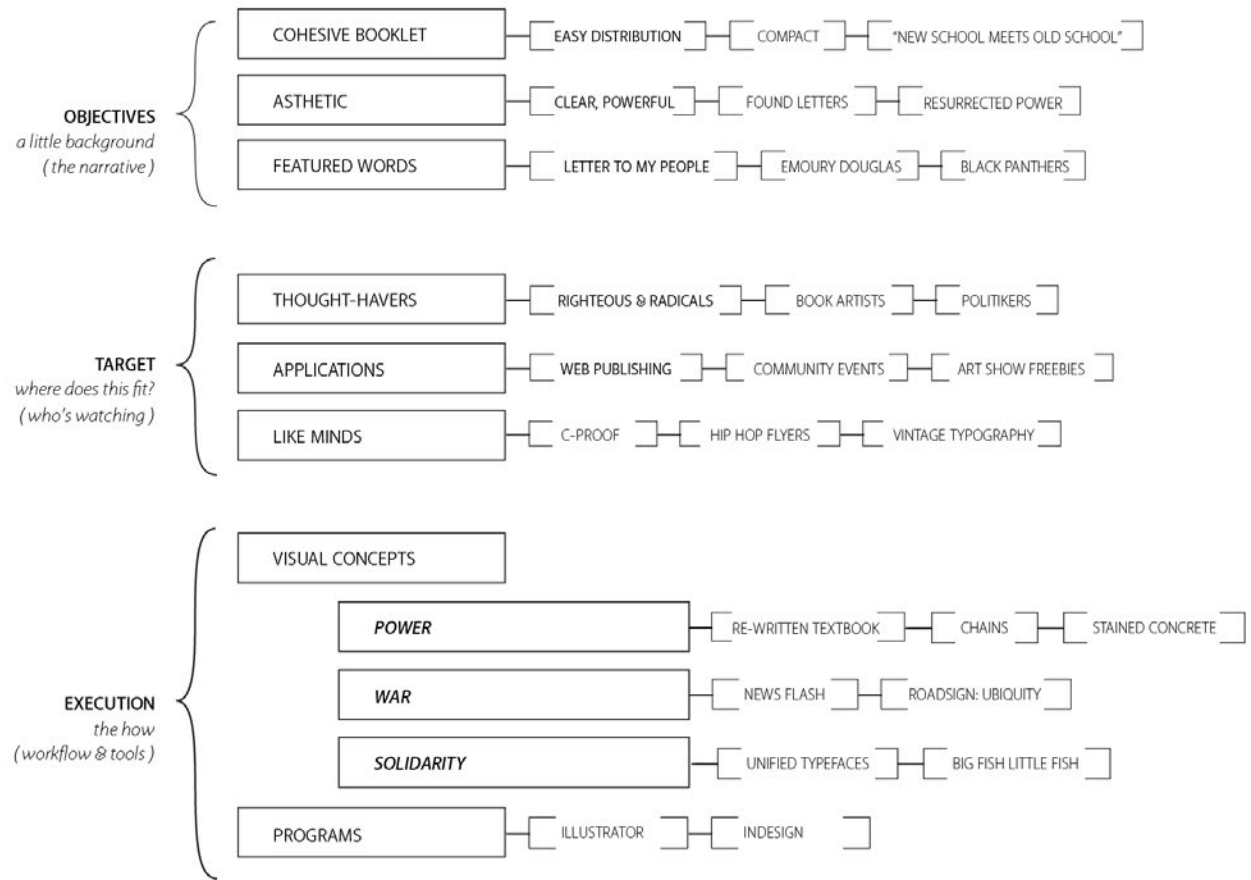 COHESIVE BOOKLET EASY DISTRIBUTION COMPACT "NEW SCHOOL MEETS OLD SCHOOL"
OBJECTIVES
a little background
( the narrative )
ASTHETIC CLEAR, POWERFUL FOUND LETTERS RESURRECTED POWER
FEATURED WORDS LETTER TO MY PEOPLE EMOURY DOUGLAS BLACK PANTHERS
TARGET
where does this fit?
( who's watching )
THOUGHT-HAVERS RIGHTEOUS & RADICALS BOOK ARTISTS POLITIKERS
APPLICATIONS WEB PUBLISHING COMMUNITY EVENTS ART SHOW FREEBIES
LIKE MINDS C-PROOF HIP HOP FLYERS VINTAGE TYPOGRAPHY
EXECUTION
the how
( workflow & tools )
VISUAL CONCEPTS
POWER RE-WRITTEN TEXTBOOK CHAINS STAINED CONCRETE
WAR NEWS FLASH ROADSIGN: UBIQUITY
SOLIDARITY UNIFIED TYPEFACES BIG FISH LITTLE FISH
PROGRAMS ILLUSTRATOR INDESIGN